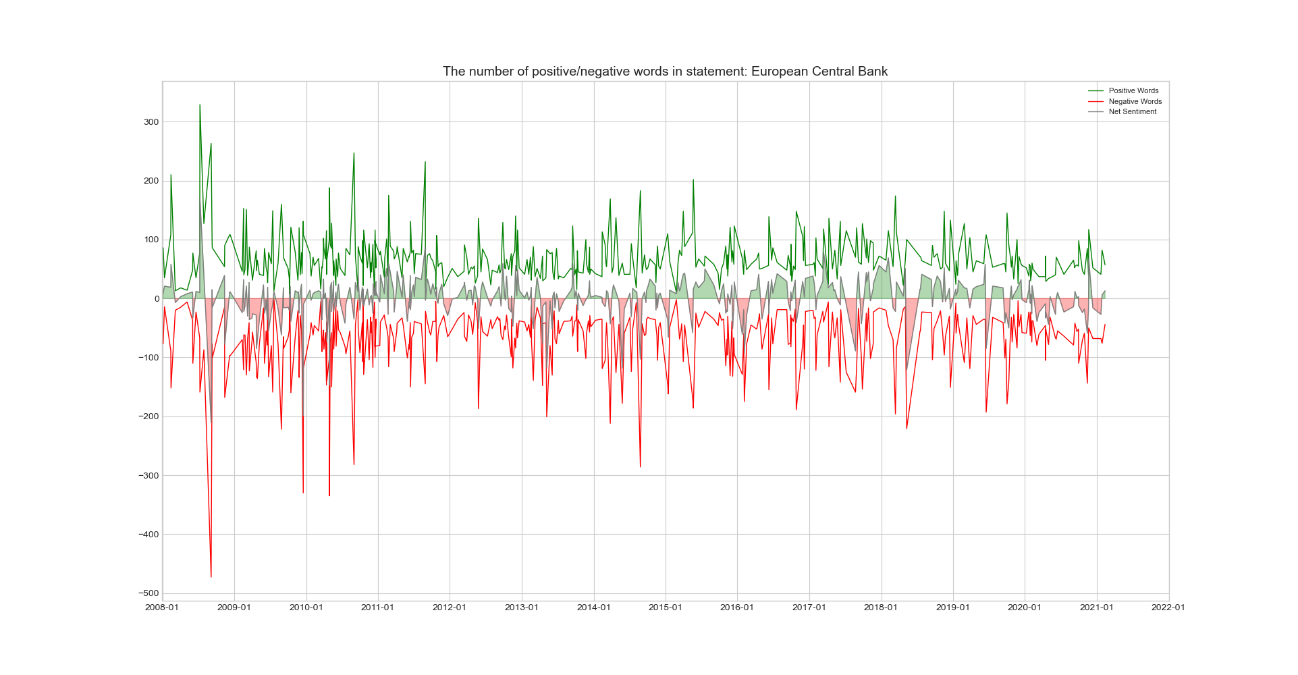 The number of positive/negative words in statement: European Central Bank
Positive Words
Negative Words
Net Sentiment
300
200
100
0
−100
−200
−300
−400
−500
2008-01 2009-01 2010-01 2011-01 2012-01 2013-01 2014-01 2015-01 2016-01 2017-01 2018-01 2019-01 2020-01 2021-01 2022-01